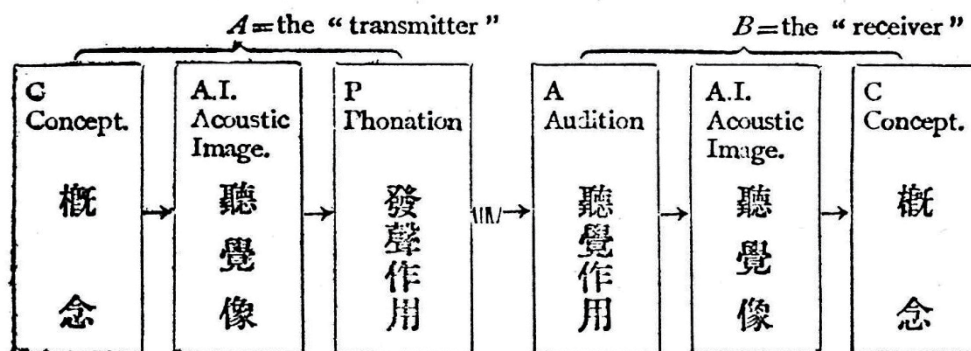 A=the “transmitter”
B=the “receiver”
C
Concept.
概
念
A.I.
Acoustic
Image.
聽
覺
像
P
Phonation
發
聲
作
用
A
Audition
聽
覺
作
用
A.I.
Acoustic
Image.
聽
覺
像
C
Concept.
概
念